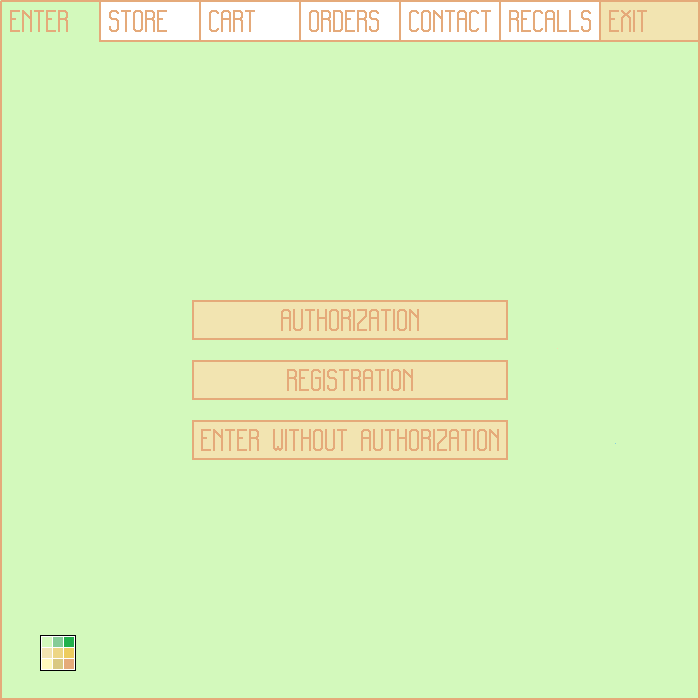 ENTER STORE CART ORDERS CONTACT RECALLS EXIT
AUTHORIZATION
REGISTRATION
ENTER WITHOUT AUTHORIZATION